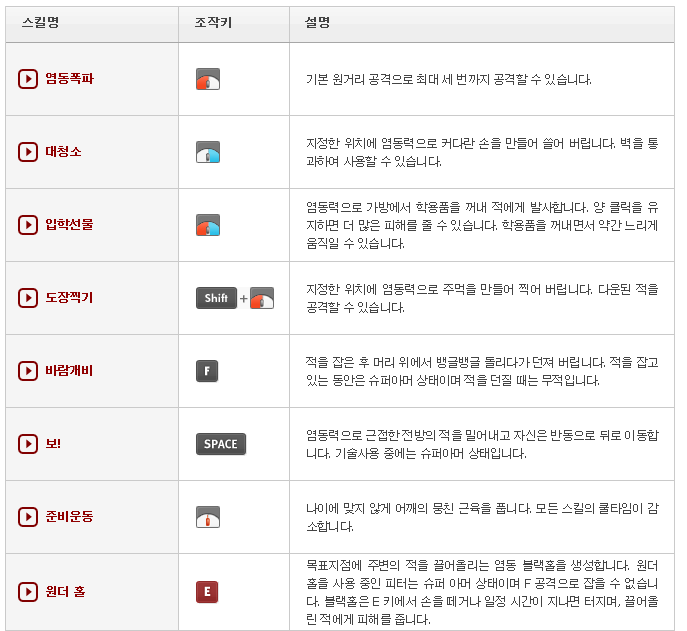 스킬명 조작키 설명
염동폭파 기본 원거리 공격으로 최대 세 번까지 공격할 수 있습니다.
대청소 지정한 위치에 염동력으로 커다란 손을 만들어 쓸어 버립니다. 벽을 통
과하여 사용할 수 있습니다.
입학선물 염동력으로 가방에서 학용품을 꺼내 적에게 발사합니다. 양 클릭을 유
지하면 더 많은 피해를 줄 수 있습니다. 학용품을 꺼내면서 약간 느리게
움직일 수 있습니다.
도장찍기 Shift + 지정한 위치에 염동력으로 주먹을 만들어 찍어 버립니다. 다운된 적을
공격할 수 있습니다.
바람개비 F 적을 잡은 후 머리 위에서 뱅글뱅글 돌리다가 던져 버립니다. 적을 잡고
있는 동안은 슈퍼아머 상태이며 적을 던질 때는 무적입니다.
보! SPACE 염동력으로 근접한 전방의 적을 밀어내고 자신은 반동으로 뒤로 이동합
니다. 기술사용 중에는 슈퍼아머 상태입니다.
준비운동 나이에 맞지 않게 어깨의 뭉친 근육을 풉니다. 모든 스킬의 쿨타임이 감
소합니다.
원더 홀 E 목표지점에 주변의 적을 끌어올리는 염동 블랙홀을 생성합니다. 원더
홀을 사용 중인 피터는 슈퍼 아머 상태이며 F 공격으로 잡을 수 없습니
다. 블랙홀은 E 키에서 손을 떼거나 일정 시간이 지나면 터지며, 끌어올
린 적에게 피해를 줍니다.